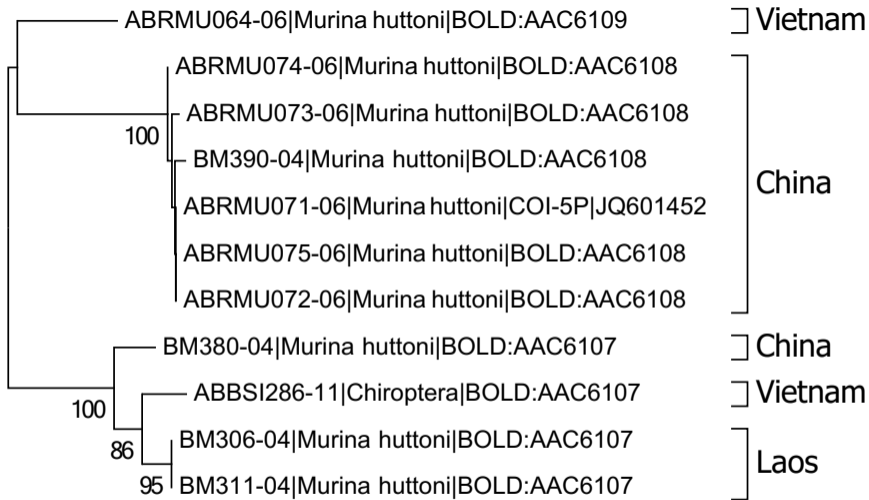 ABRMU064-06|Murina huttoni|BOLD:AAC6109 Vietnam
ABRMU074-06|Murina huttoni|BOLD:AAC6108
ABRMU073-06|Murina huttoni|BOLD:AAC6108
100
BM390-04|Murina huttoni|BOLD:AAC6108
China
ABRMU071-06|Murina huttoni|COI-5P|JQ601452
ABRMU075-06|Murina huttoni|BOLD:AAC6108
ABRMU072-06|Murina huttoni|BOLD:AAC6108
BM380-04|Murina huttoni|BOLD:AAC6107 China
ABBSI286-11|Chiroptera|BOLD:AAC6107 Vietnam
100
BM306-04|Murina huttoni|BOLD:AAC6107
86
Laos
95 BM311-04|Murina huttoni|BOLD:AAC6107